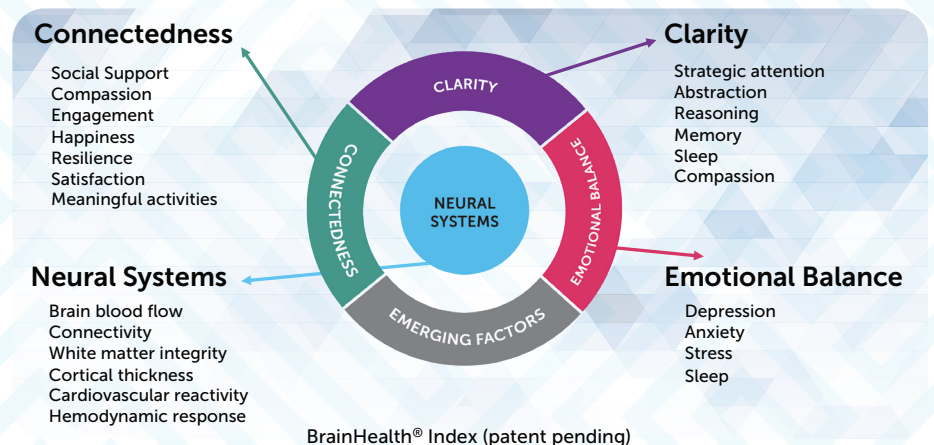 Connectedness
Social Support
Compassion
Engagement
Happiness
Resilience
Satisfaction
Meaningful activities
Clarity
Strategic attention
Abstraction
Reasoning
Memory
Sleep
Compassion
CLARITY
CONNECTEDNESS
NEURAL
SYSTEMS
EMOTIONAL BALANCE
EMERGING FACTORS
Neural Systems
Brain blood flow
Connectivity
White matter integrity
Cortical thickness
Cardiovascular reactivity
Hemodynamic response
Emotional Balance
Depression
Anxiety
Stress
Sleep
BrainHealth® Index (patent pending)